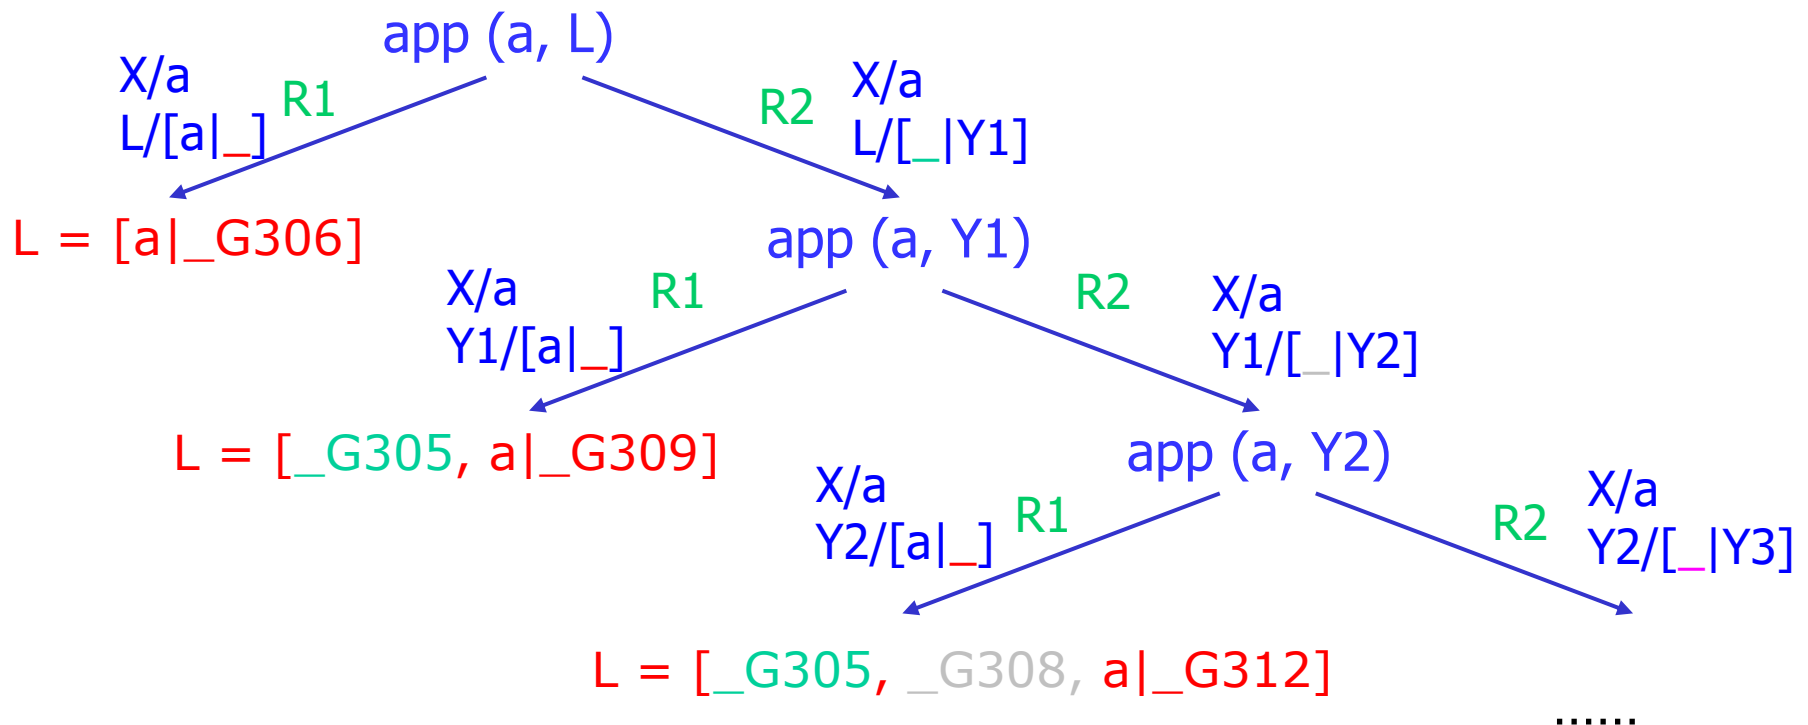 app (a, L)
X/a
L/[a|_]
R1
R2
X/a
L/[_|Y1]
L = [a|_G306]
app (a, Y1)
X/a
Y1/[a|_]
R1
R2
X/a
Y1/[_|Y2]
L = [_G305, a|_G309]
app (a, Y2)
X/a
Y2/[a|_]
R1
R2
X/a
Y2/[_|Y3]
L = [_G305, _G308, a|_G312]
......